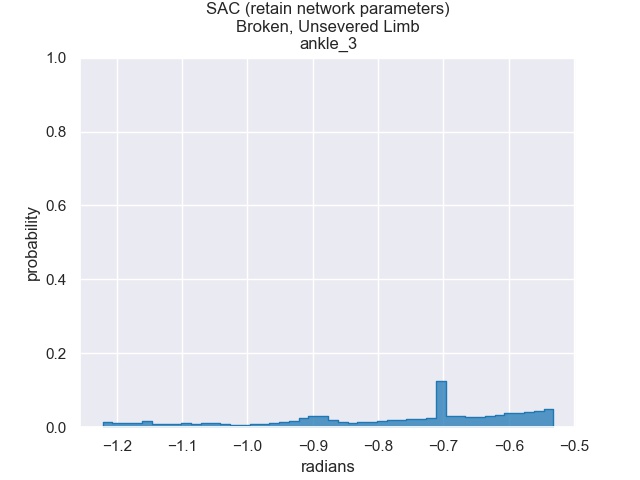 SAC (retain network parameters)
Broken, Unsevered Limb
ankle_3
1.0
0.8
0.6
0.4
0.2
0.0
probability
−1.2 −1.1 −1.0 −0.9 −0.8 −0.7 −0.6 −0.5
radians